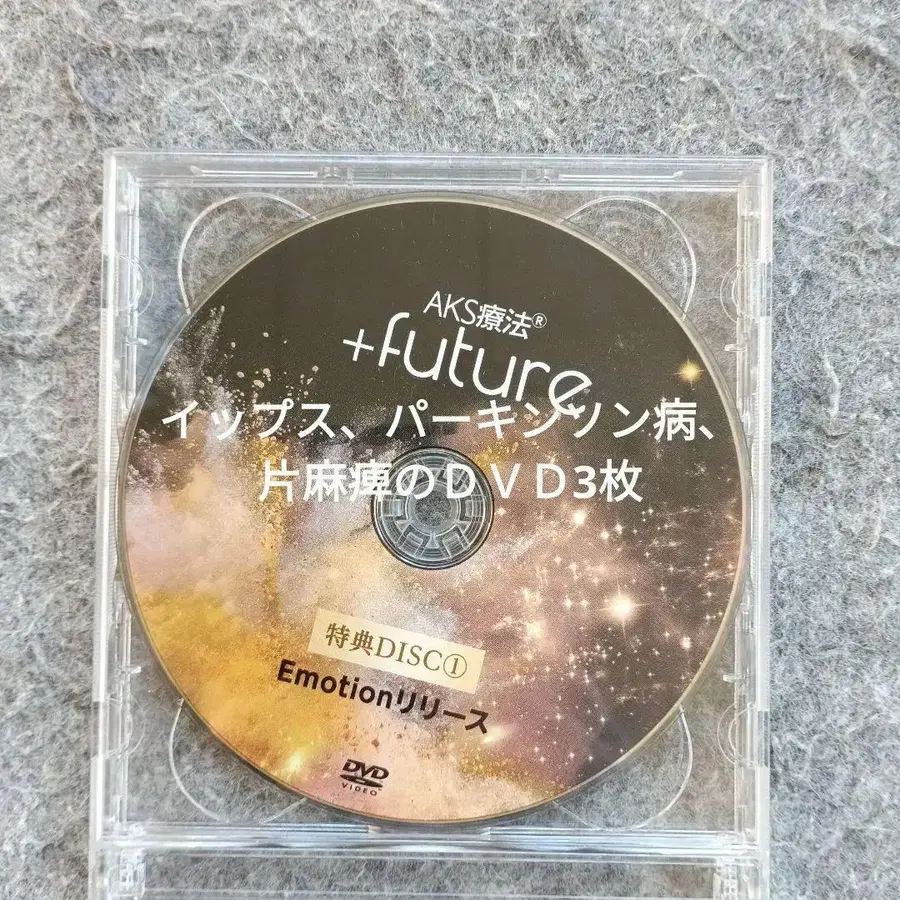 AKS療法®
+future
イップス、パーキンソン病、
片麻痺のＤＶＤ3枚
特典DISC①
Emotionリリース
DVD
VIDEO